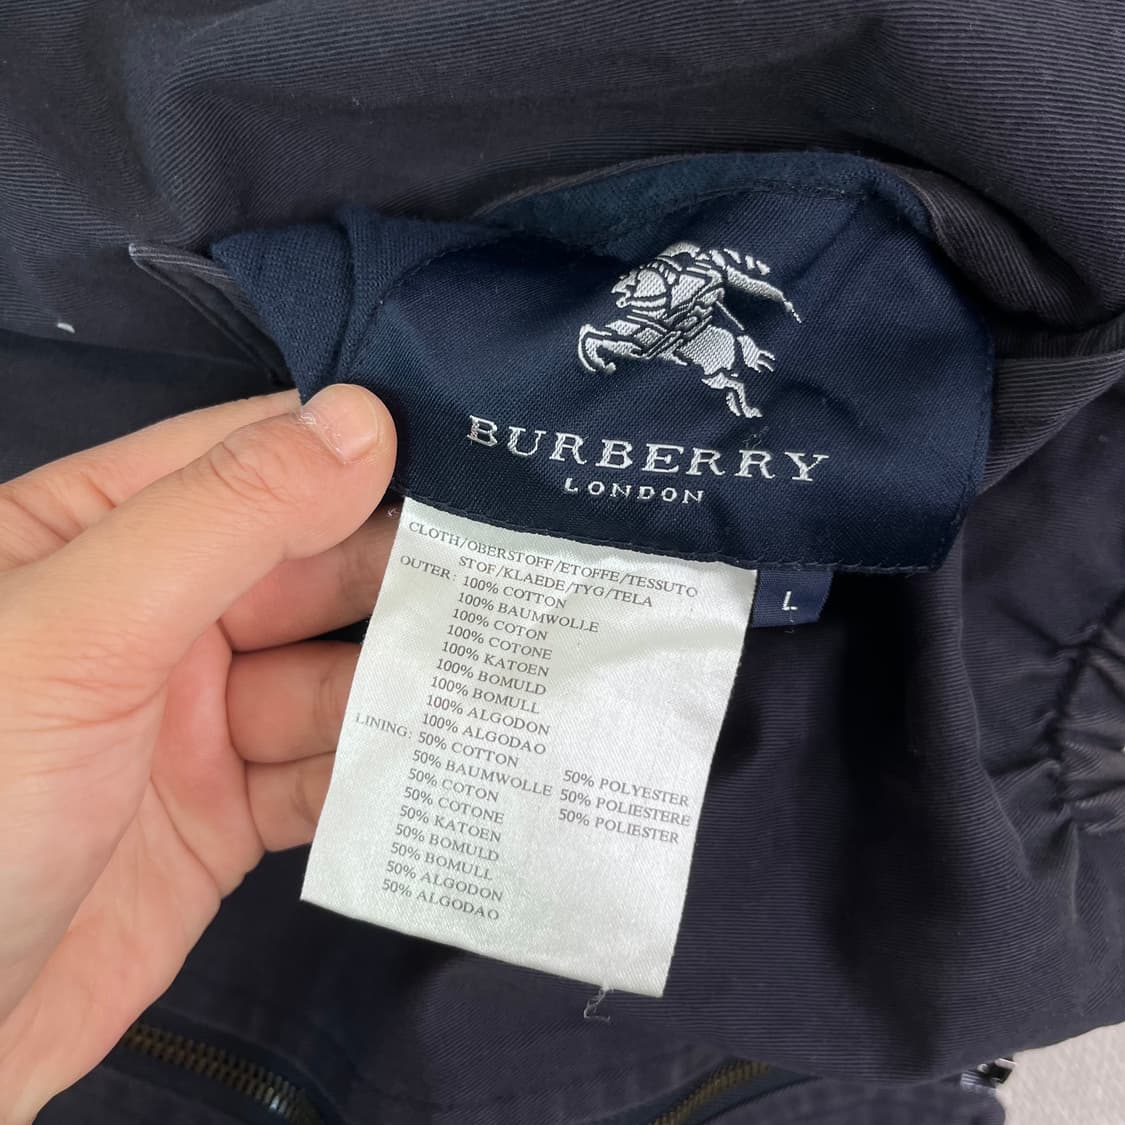 BURBERRY
LONDON
L
CLOTH/OBERSTOFF/ETOFFE/TESSUTO
STOF/KLAEDE/TYG/TELA
OUTER: 100% COTTON
100% BAUMWOLLE
100% COTON
100% COTONE
100% KATOEN
100% BOMULD
100% BOMULL
100% ALGODON
100% ALGODAO
LINING: 50% COTTON 50% POLYESTER
50% BAUMWOLLE 50% POLIESTERE
50% COTON 50% POLIESTER
50% COTONE
50% KATOEN
50% BOMULD
50% BOMULL
50% ALGODON
50% ALGODAO